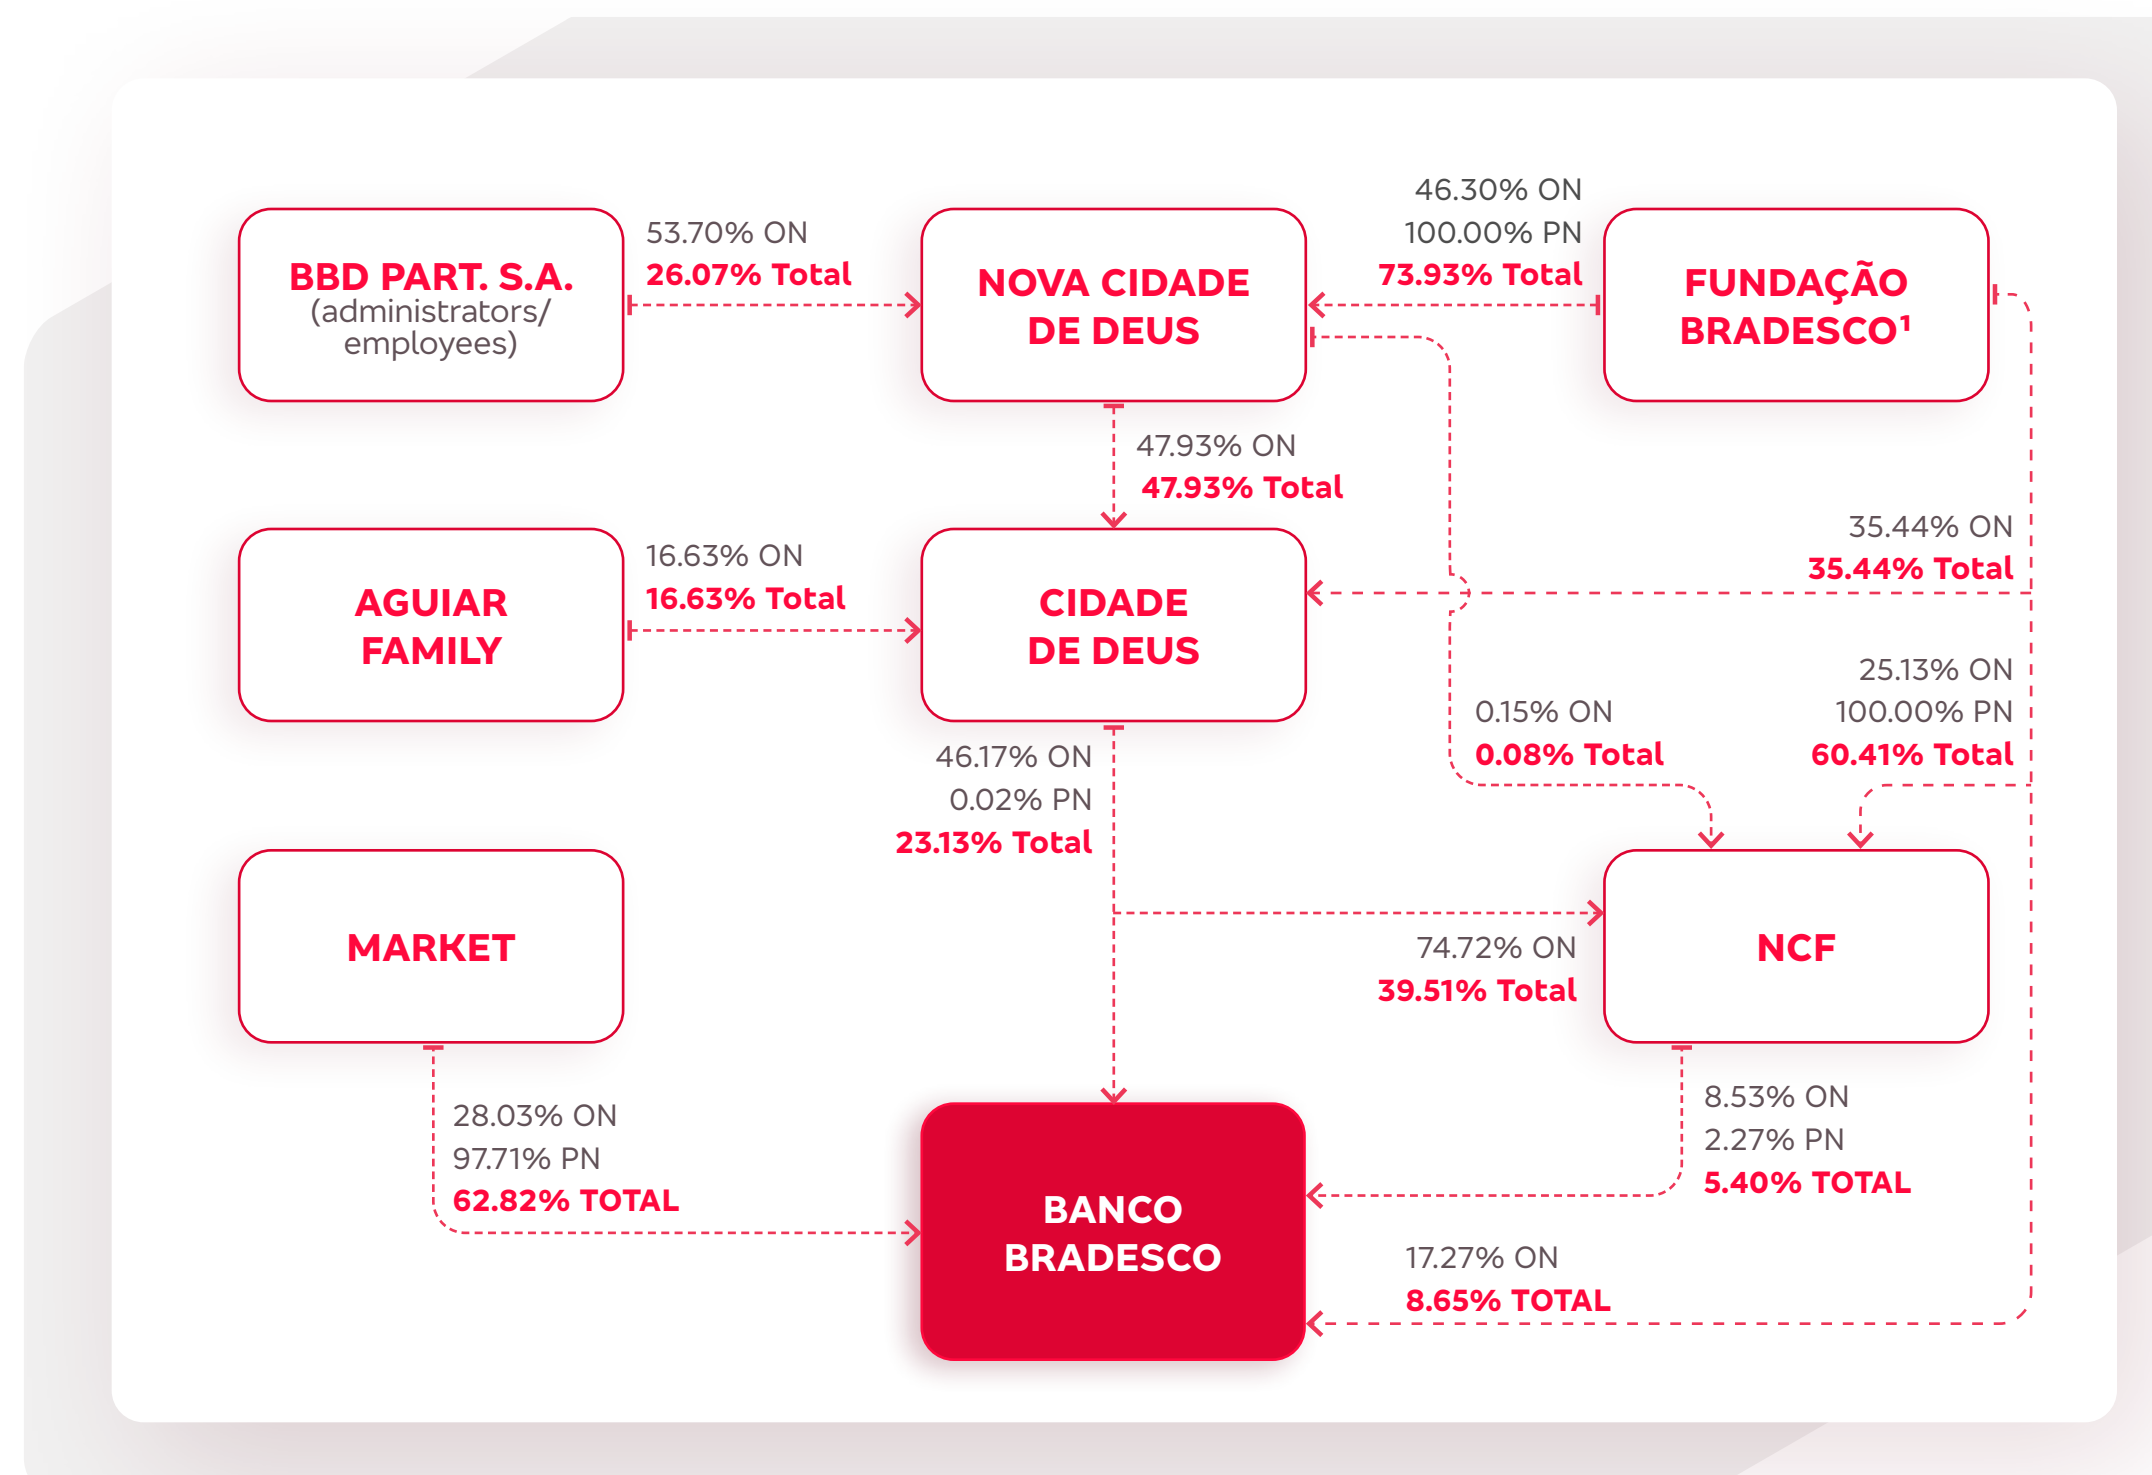 BBD PART. S.A.
(administrators/
employees)
53.70% ON
26.07% Total
NOVA CIDADE
DE DEUS
46.30% ON
100.00% PN
73.93% Total
FUNDAÇÃO
BRADESCO¹
47.93% ON
47.93% Total
AGUIAR
FAMILY
16.63% ON
16.63% Total
CIDADE
DE DEUS
35.44% ON
35.44% Total
0.15% ON
0.08% Total
25.13% ON
100.00% PN
60.41% Total
46.17% ON
0.02% PN
23.13% Total
MARKET
74.72% ON
39.51% Total
NCF
28.03% ON
97.71% PN
62.82% TOTAL
BANCO
BRADESCO
8.53% ON
2.27% PN
5.40% TOTAL
17.27% ON
8.65% TOTAL